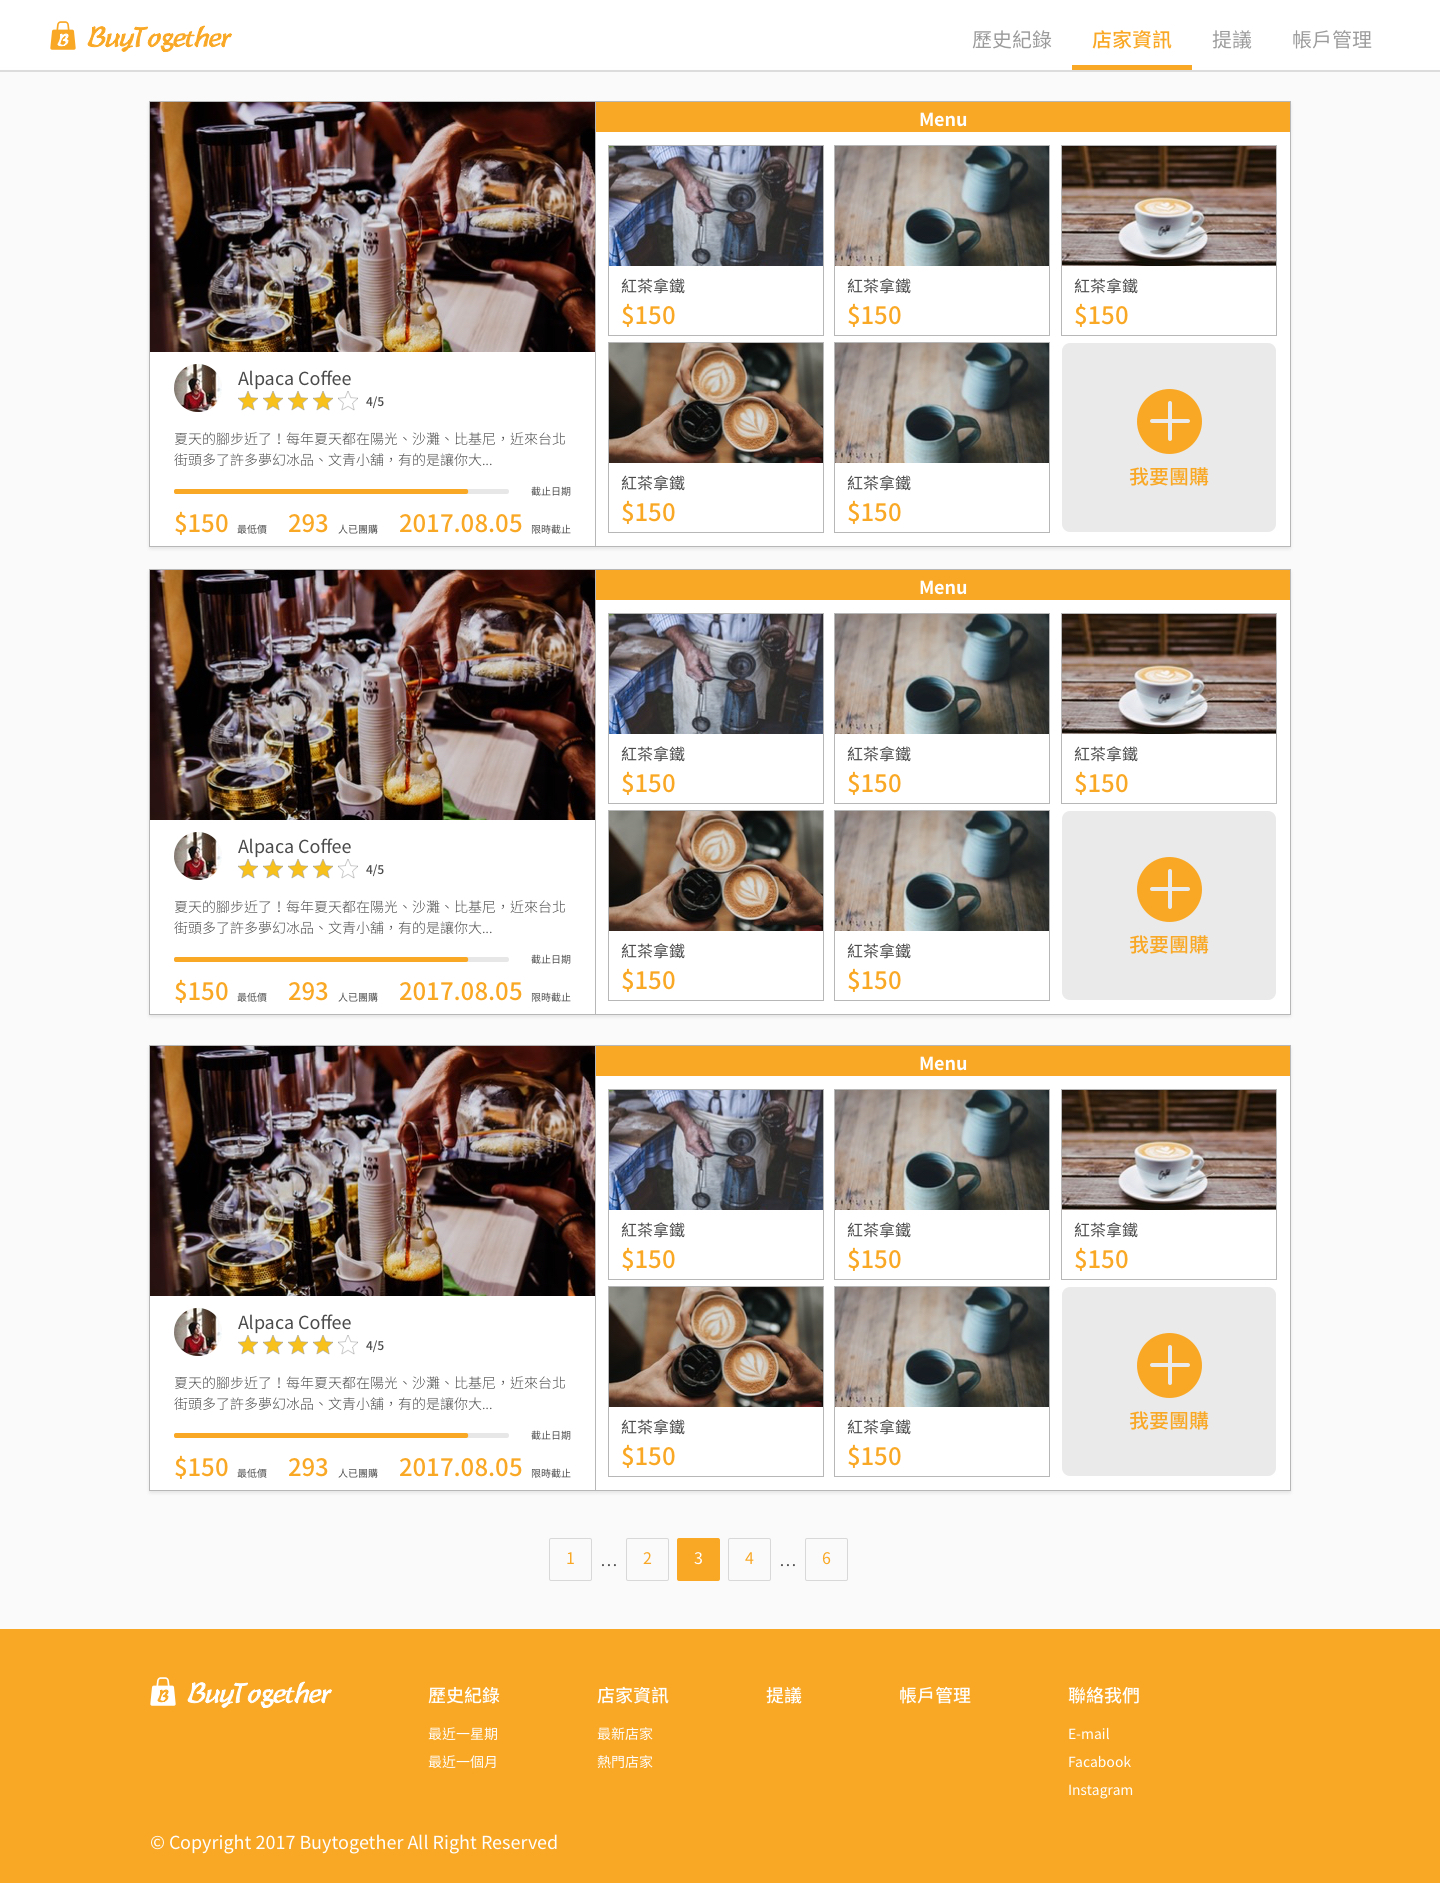 BuyTogether
歷史紀錄 店家資訊 提議 帳戶管理
Menu
紅茶拿鐵 紅茶拿鐵 紅茶拿鐵
$150 $150 $150
Alpaca Coffee
4/5
夏天的腳步近了！每年夏天都在陽光、沙灘、比基尼，近來台北
街頭多了許多夢幻冰品、文青小舖，有的是讓你大...
截止日期
$150 最低價 293 人已團購 2017.08.05 限時截止
紅茶拿鐵 紅茶拿鐵
$150 $150
我要團購
Menu
紅茶拿鐵 紅茶拿鐵 紅茶拿鐵
$150 $150 $150
Alpaca Coffee
4/5
夏天的腳步近了！每年夏天都在陽光、沙灘、比基尼，近來台北
街頭多了許多夢幻冰品、文青小舖，有的是讓你大...
截止日期
$150 最低價 293 人已團購 2017.08.05 限時截止
紅茶拿鐵 紅茶拿鐵
$150 $150
我要團購
Menu
紅茶拿鐵 紅茶拿鐵 紅茶拿鐵
$150 $150 $150
Alpaca Coffee
4/5
夏天的腳步近了！每年夏天都在陽光、沙灘、比基尼，近來台北
街頭多了許多夢幻冰品、文青小舖，有的是讓你大...
截止日期
$150 最低價 293 人已團購 2017.08.05 限時截止
紅茶拿鐵 紅茶拿鐵
$150 $150
我要團購
1 ... 2 3 4 ... 6
BuyTogether
歷史紀錄 店家資訊 提議 帳戶管理 聯絡我們
最近一星期 最新店家 E-mail
最近一個月 熱門店家 Facabook
Instagram
© Copyright 2017 Buytogether All Right Reserved